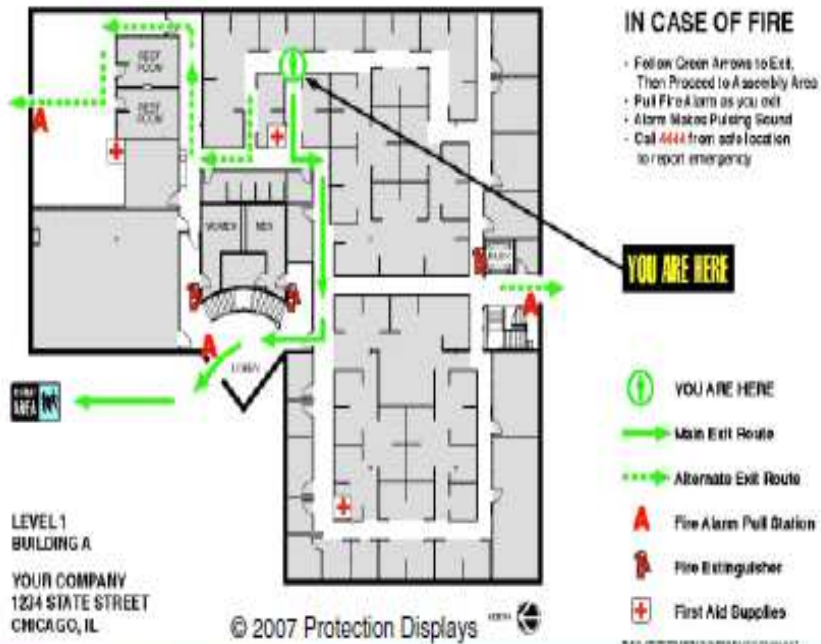 IN CASE OF FIRE
· Follow Green Arrows to Exit,
Then Proceed to Assembly Area
· Pull Fire Alarm as you exit
· Alarm Makes Pulsing Sound
· Call 4444 from safe location
to report emergency
REST
ROOM
REST
ROOM
WOMEN
MEN
LOBBY
YOU ARE HERE
AREA
YOU ARE HERE
Main Exit Route
Alternate Exit Route
A
Fire Alarm Pull Station
Fire Extinguisher
First Aid Supplies
A
A
A
LEVEL 1
BUILDING A
YOUR COMPANY
1234 STATE STREET
CHICAGO, IL
© 2007 Protection Displays